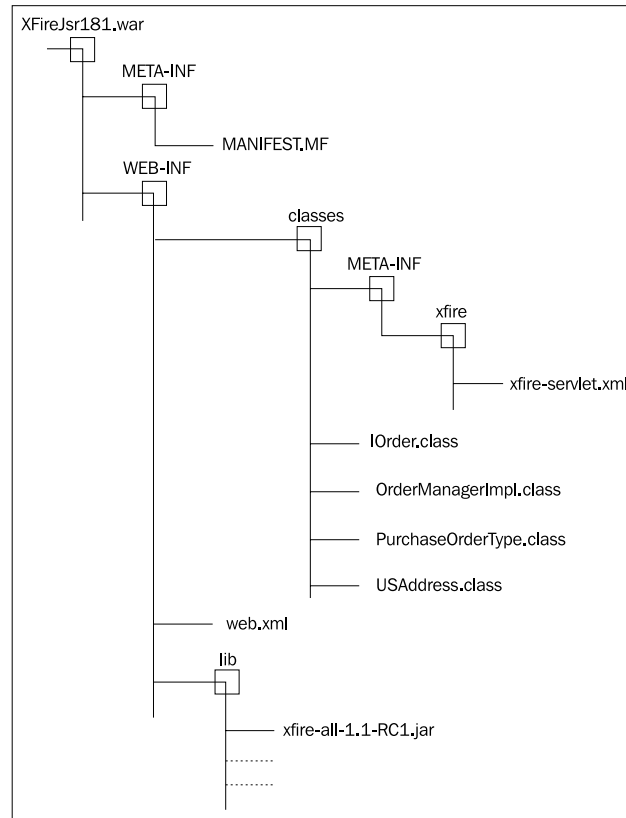 XFireJsr181.war
META-INF
MANIFEST.MF
WEB-INF
classes
META-INF
xfire
xfire-servlet.xml
IOrder.class
OrderManagerImpl.class
PurchaseOrderType.class
USAddress.class
web.xml
lib
xfire-all-1.1-RC1.jar